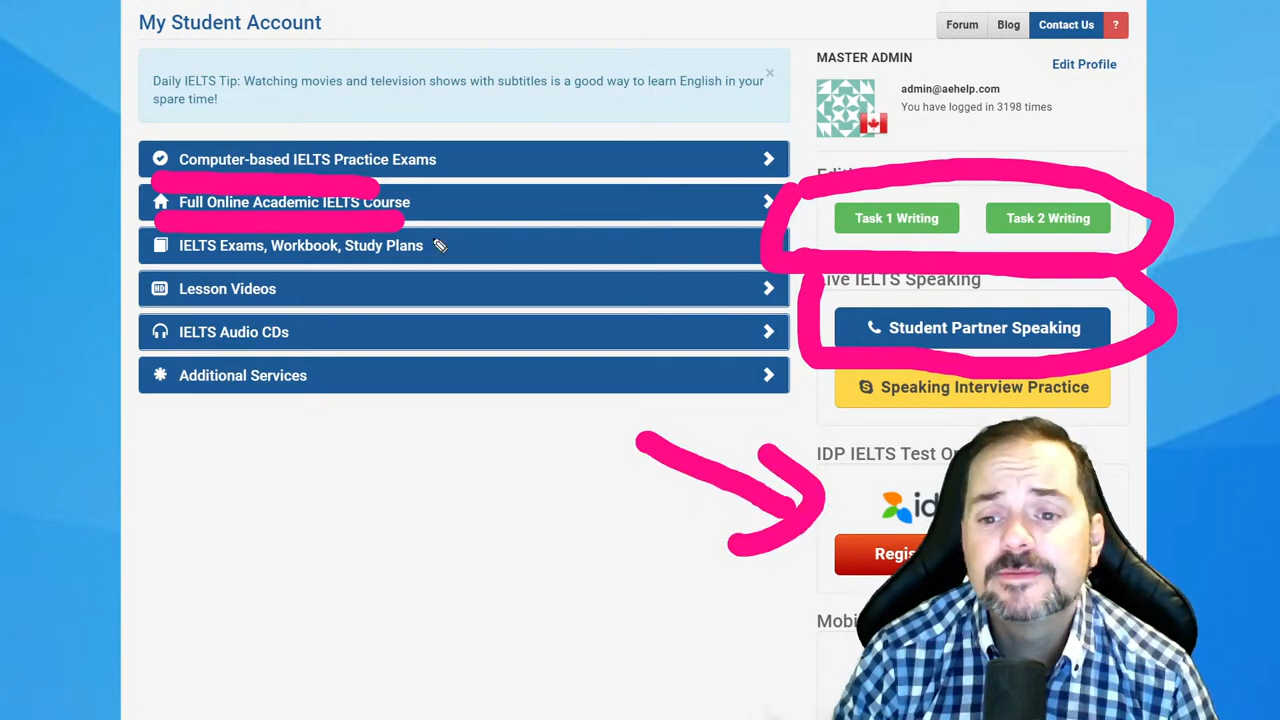 My Student Account
Forum
Blog
Contact Us
?
Daily IELTS Tip: Watching movies and television shows with subtitles is a good way to learn English in your
spare time!
×
MASTER ADMIN
Edit Profile
admin@aehelp.com
You have logged in 3198 times
Computer-based IELTS Practice Exams
Full Online Academic IELTS Course
IELTS Exams, Workbook, Study Plans
Lesson Videos
IELTS Audio CDs
Additional Services
Task 1 Writing
Task 2 Writing
Live IELTS Speaking
Student Partner Speaking
Speaking Interview Practice
IDP IELTS Test